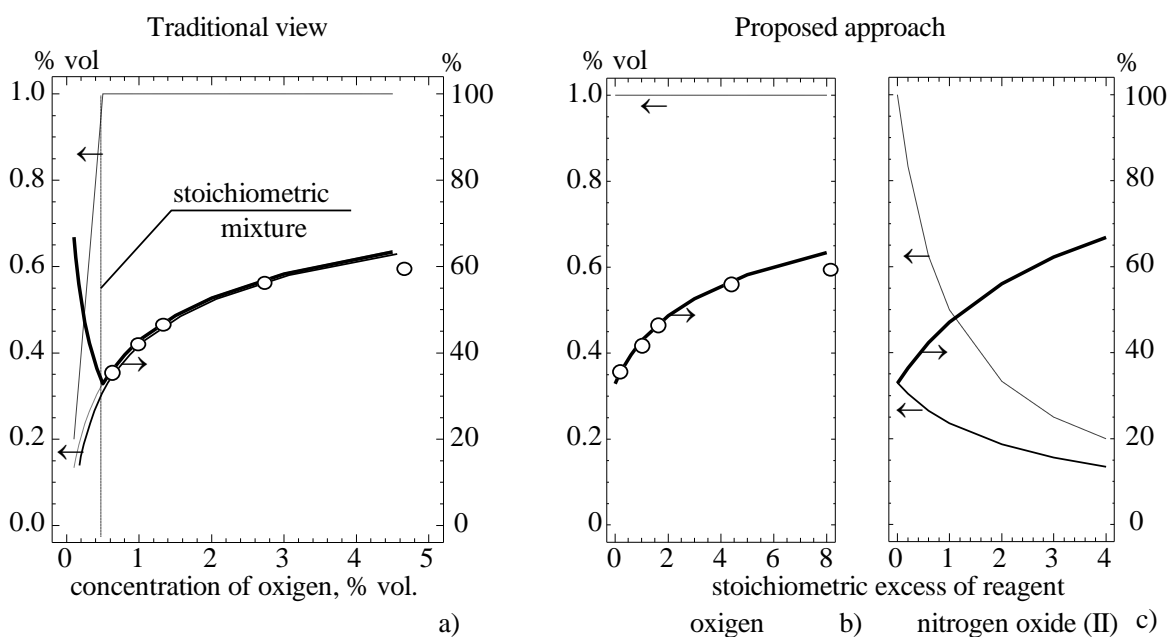 Traditional view
Proposed approach
% vol
%
% vol
%
1.0
0.8
0.6
0.4
0.2
0.0
stoichiometric
mixture
100
80
60
40
20
0
1.0
0.8
0.6
0.4
0.2
0
100
80
60
40
20
0
0 1 2 3 4 5
0 2 4 6 8
0 1 2 3 4
concentration of oxigen, % vol.
stoichiometric excess of reagent
a)
oxigen
b)
nitrogen oxide (II)
c)